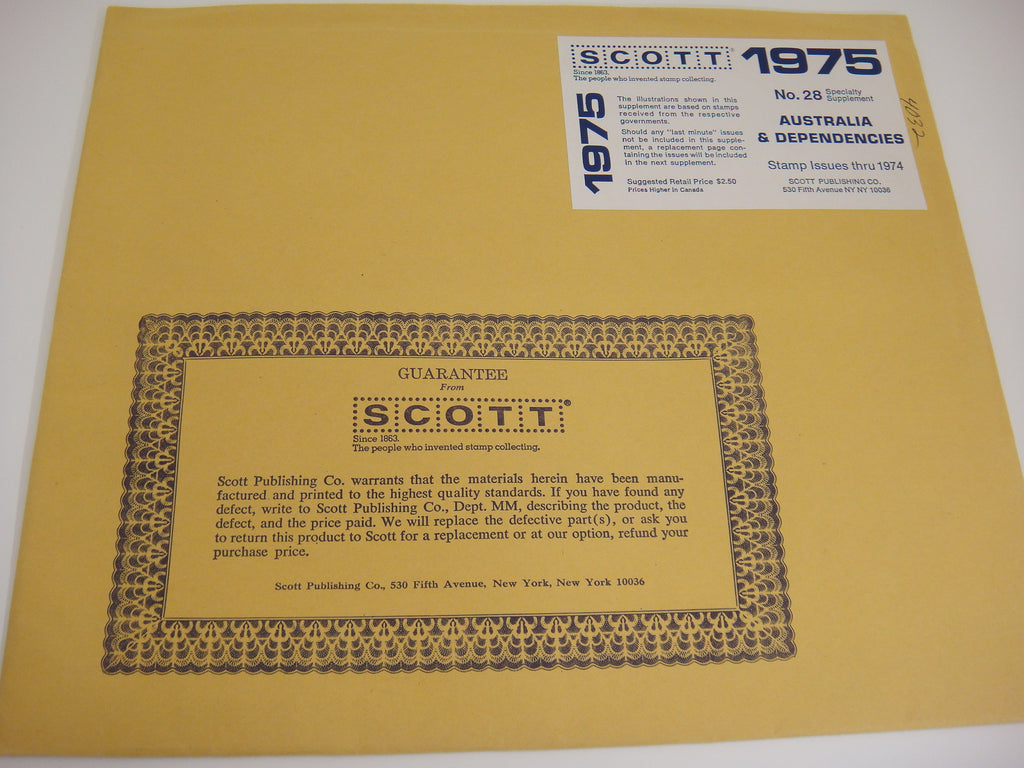 SCOTT®
Since 1863.
The people who invented stamp collecting.
1975
1975
The illustrations shown in this
supplement are based on stamps
received from the respective
governments.
Should any "last minute" issues
not be included in this supple-
ment, a replacement page con-
taining the issues will be included
in the next supplement.
Suggested Retail Price $2.50
Prices Higher in Canada
No. 28 Specialty
Supplement
AUSTRALIA
& DEPENDENCIES
Stamp Issues thru 1974
SCOTT PUBLISHING CO.
530 Fifth Avenue NY NY 10036
GUARANTEE
From
SCOTT®
Since 1863.
The people who invented stamp collecting.
Scott Publishing Co. warrants that the materials herein have been manu-
factured and printed to the highest quality standards. If you have found any
defect, write to Scott Publishing Co., Dept. MM, describing the product, the
defect, and the price paid. We will replace the defective part(s), or ask you
to return this product to Scott for a replacement or at our option, refund your
purchase price.
Scott Publishing Co., 530 Fifth Avenue, New York, New York 10036